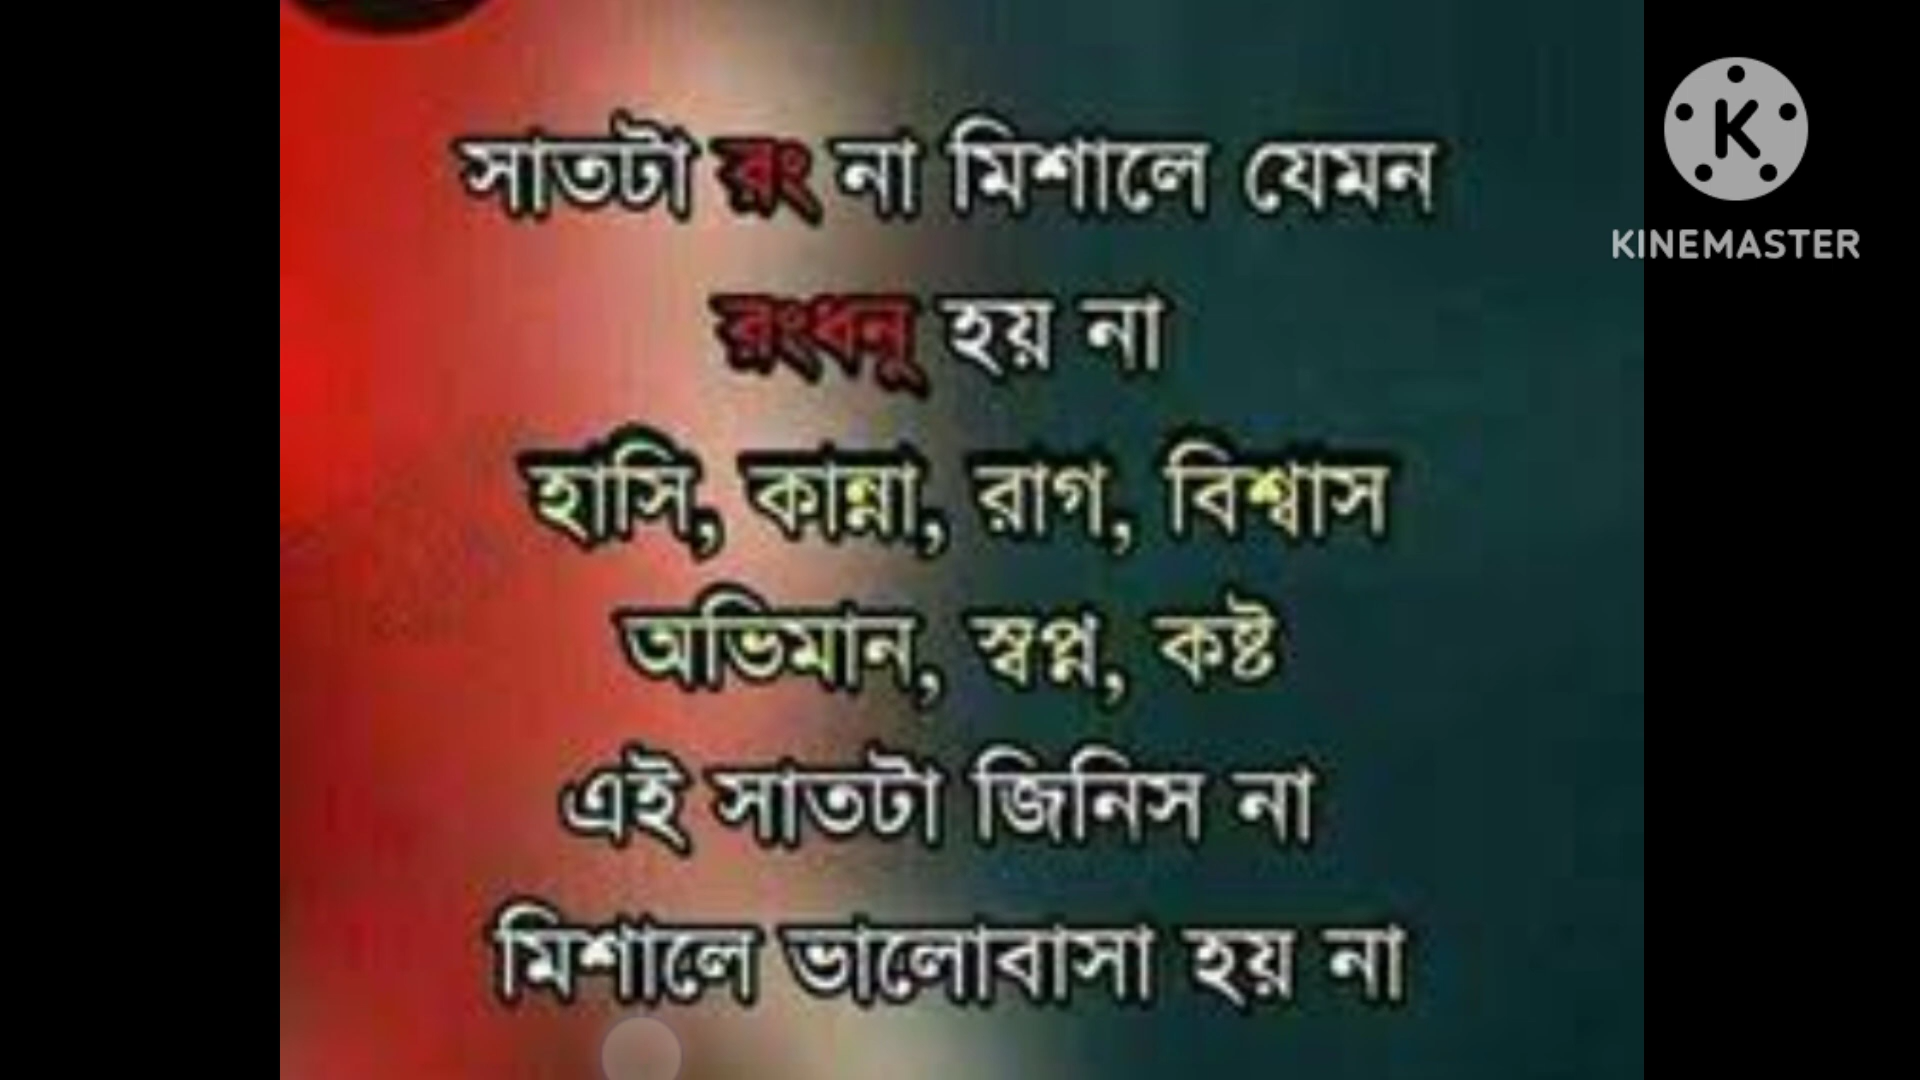 সাতটা রং না মিশালে যেমন
রংধনূ হয় না
হাসি, কান্না, রাগ, বিশ্বাস
অভিমান, স্বপ্ন, কষ্ট
এই সাতটা জিনিস না
মিশালে ভালোবাসা হয় না
K
KINEMASTER